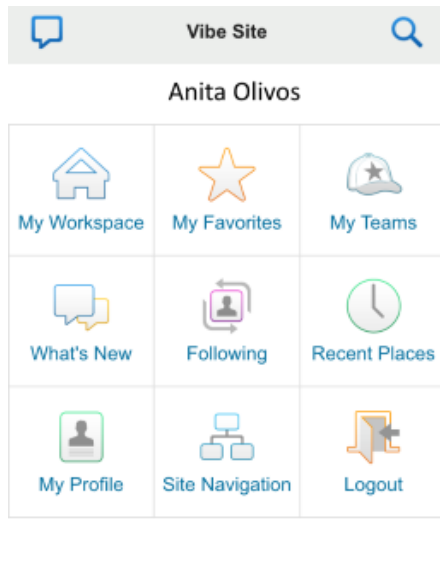 Vibe Site
Anita Olivos
My Workspace
My Favorites
My Teams
What's New
Following
Recent Places
My Profile
Site Navigation
Logout